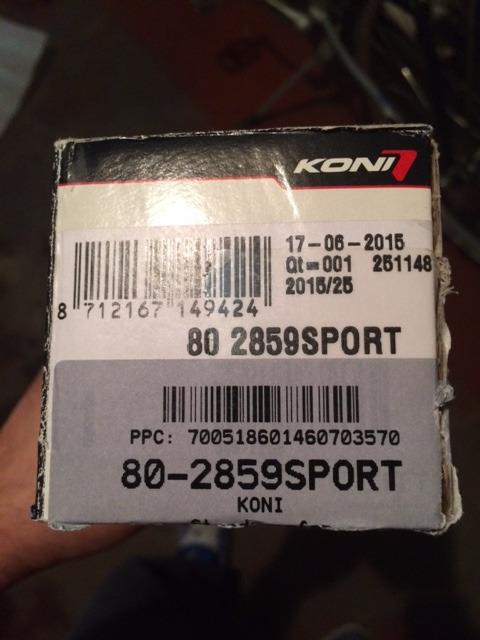 KONI
17-06-2015
Qt-001 251148
2015/25
8 712167 149424
80 2859SPORT
PPC: 700518601460703570
80-2859SPORT
KONI